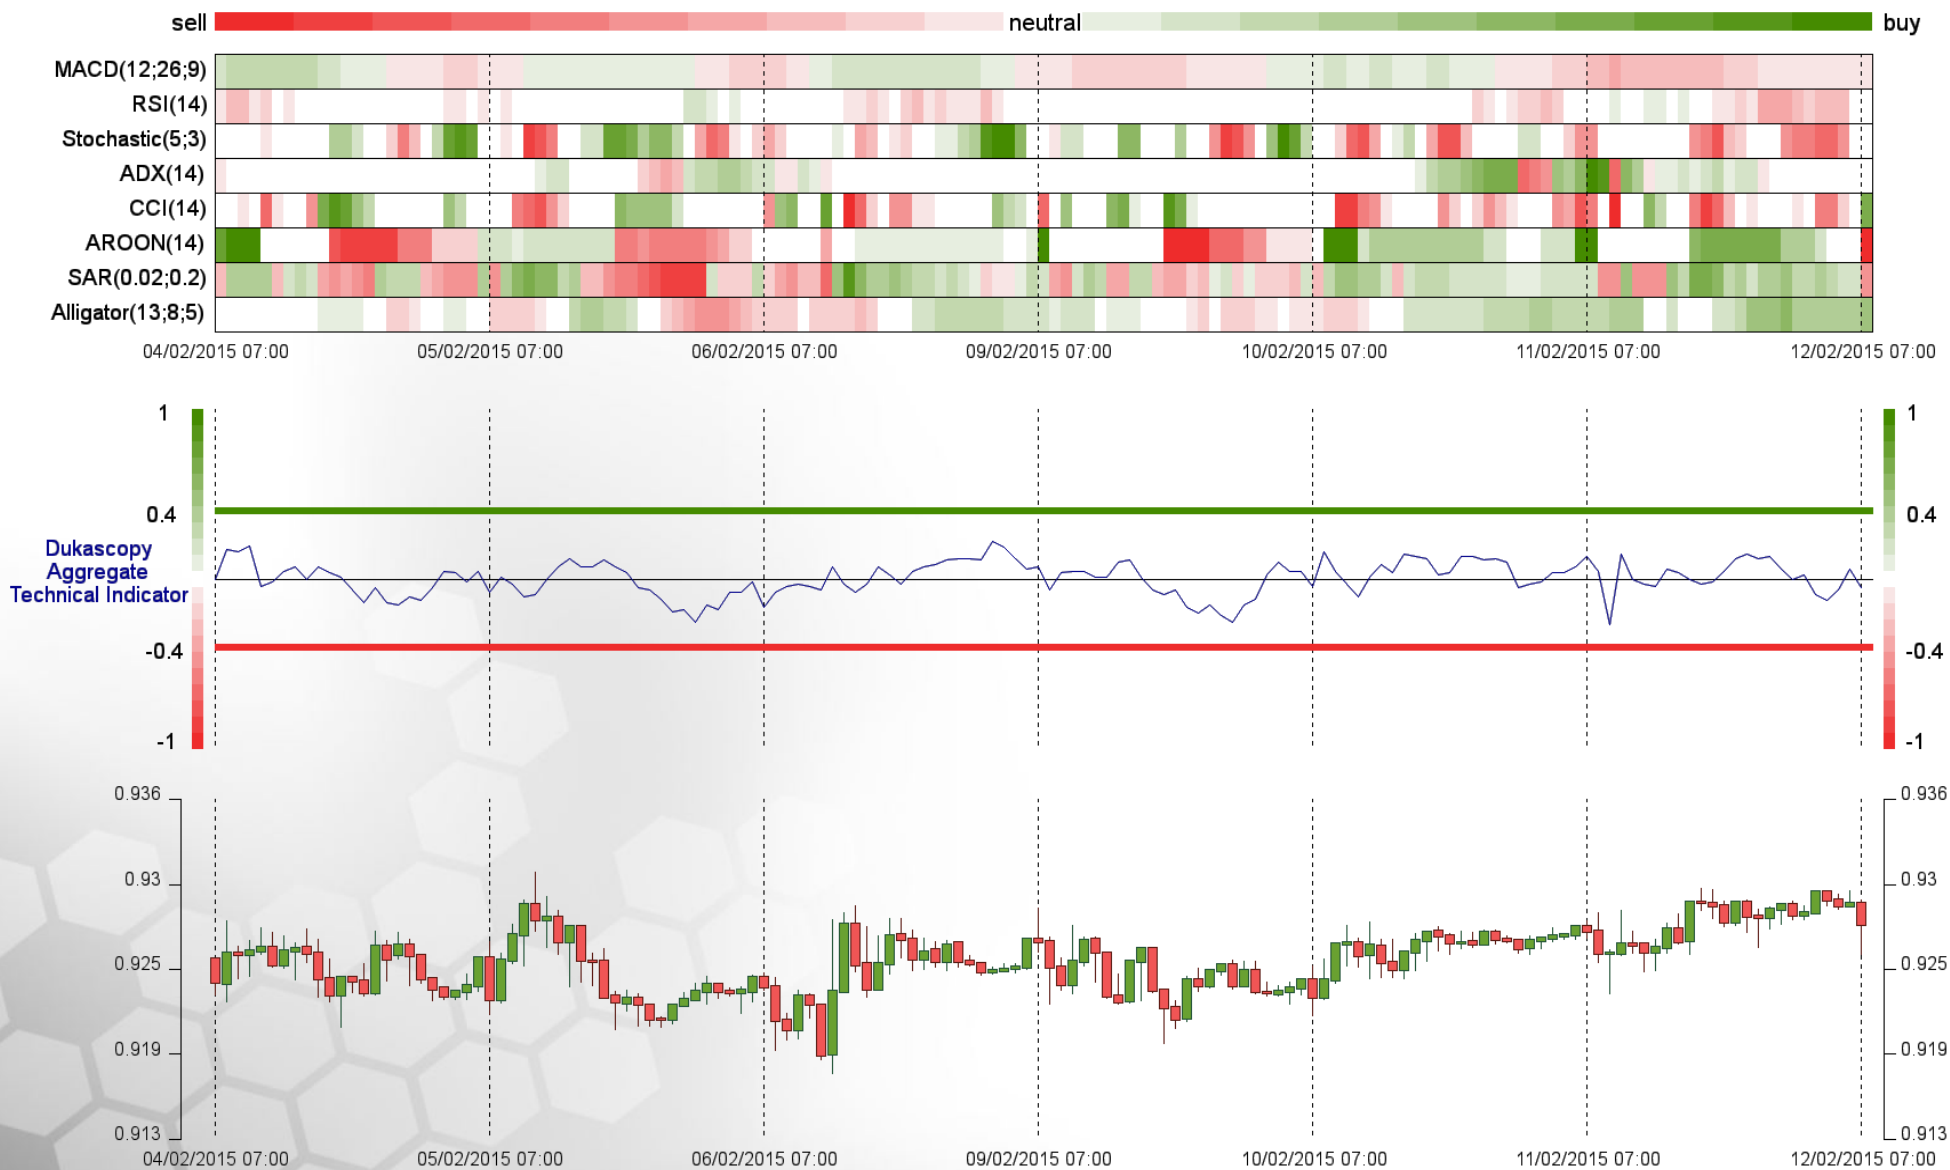 sell neutral buy
MACD(12;26;9)
RSI(14)
Stochastic(5;3)
ADX(14)
CCI(14)
AROON(14)
SAR(0.02;0.2)
Alligator(13;8;5)
04/02/2015 07:00 05/02/2015 07:00 06/02/2015 07:00 09/02/2015 07:00 10/02/2015 07:00 11/02/2015 07:00 12/02/2015 07:00
1 1
0.4 0.4
Dukascopy
Aggregate
Technical Indicator
-0.4 -0.4
-1 -1
0.936 0.936
0.93 0.93
0.925 0.925
0.919 0.919
0.913 0.913
04/02/2015 07:00 05/02/2015 07:00 06/02/2015 07:00 09/02/2015 07:00 10/02/2015 07:00 11/02/2015 07:00 12/02/2015 07:00